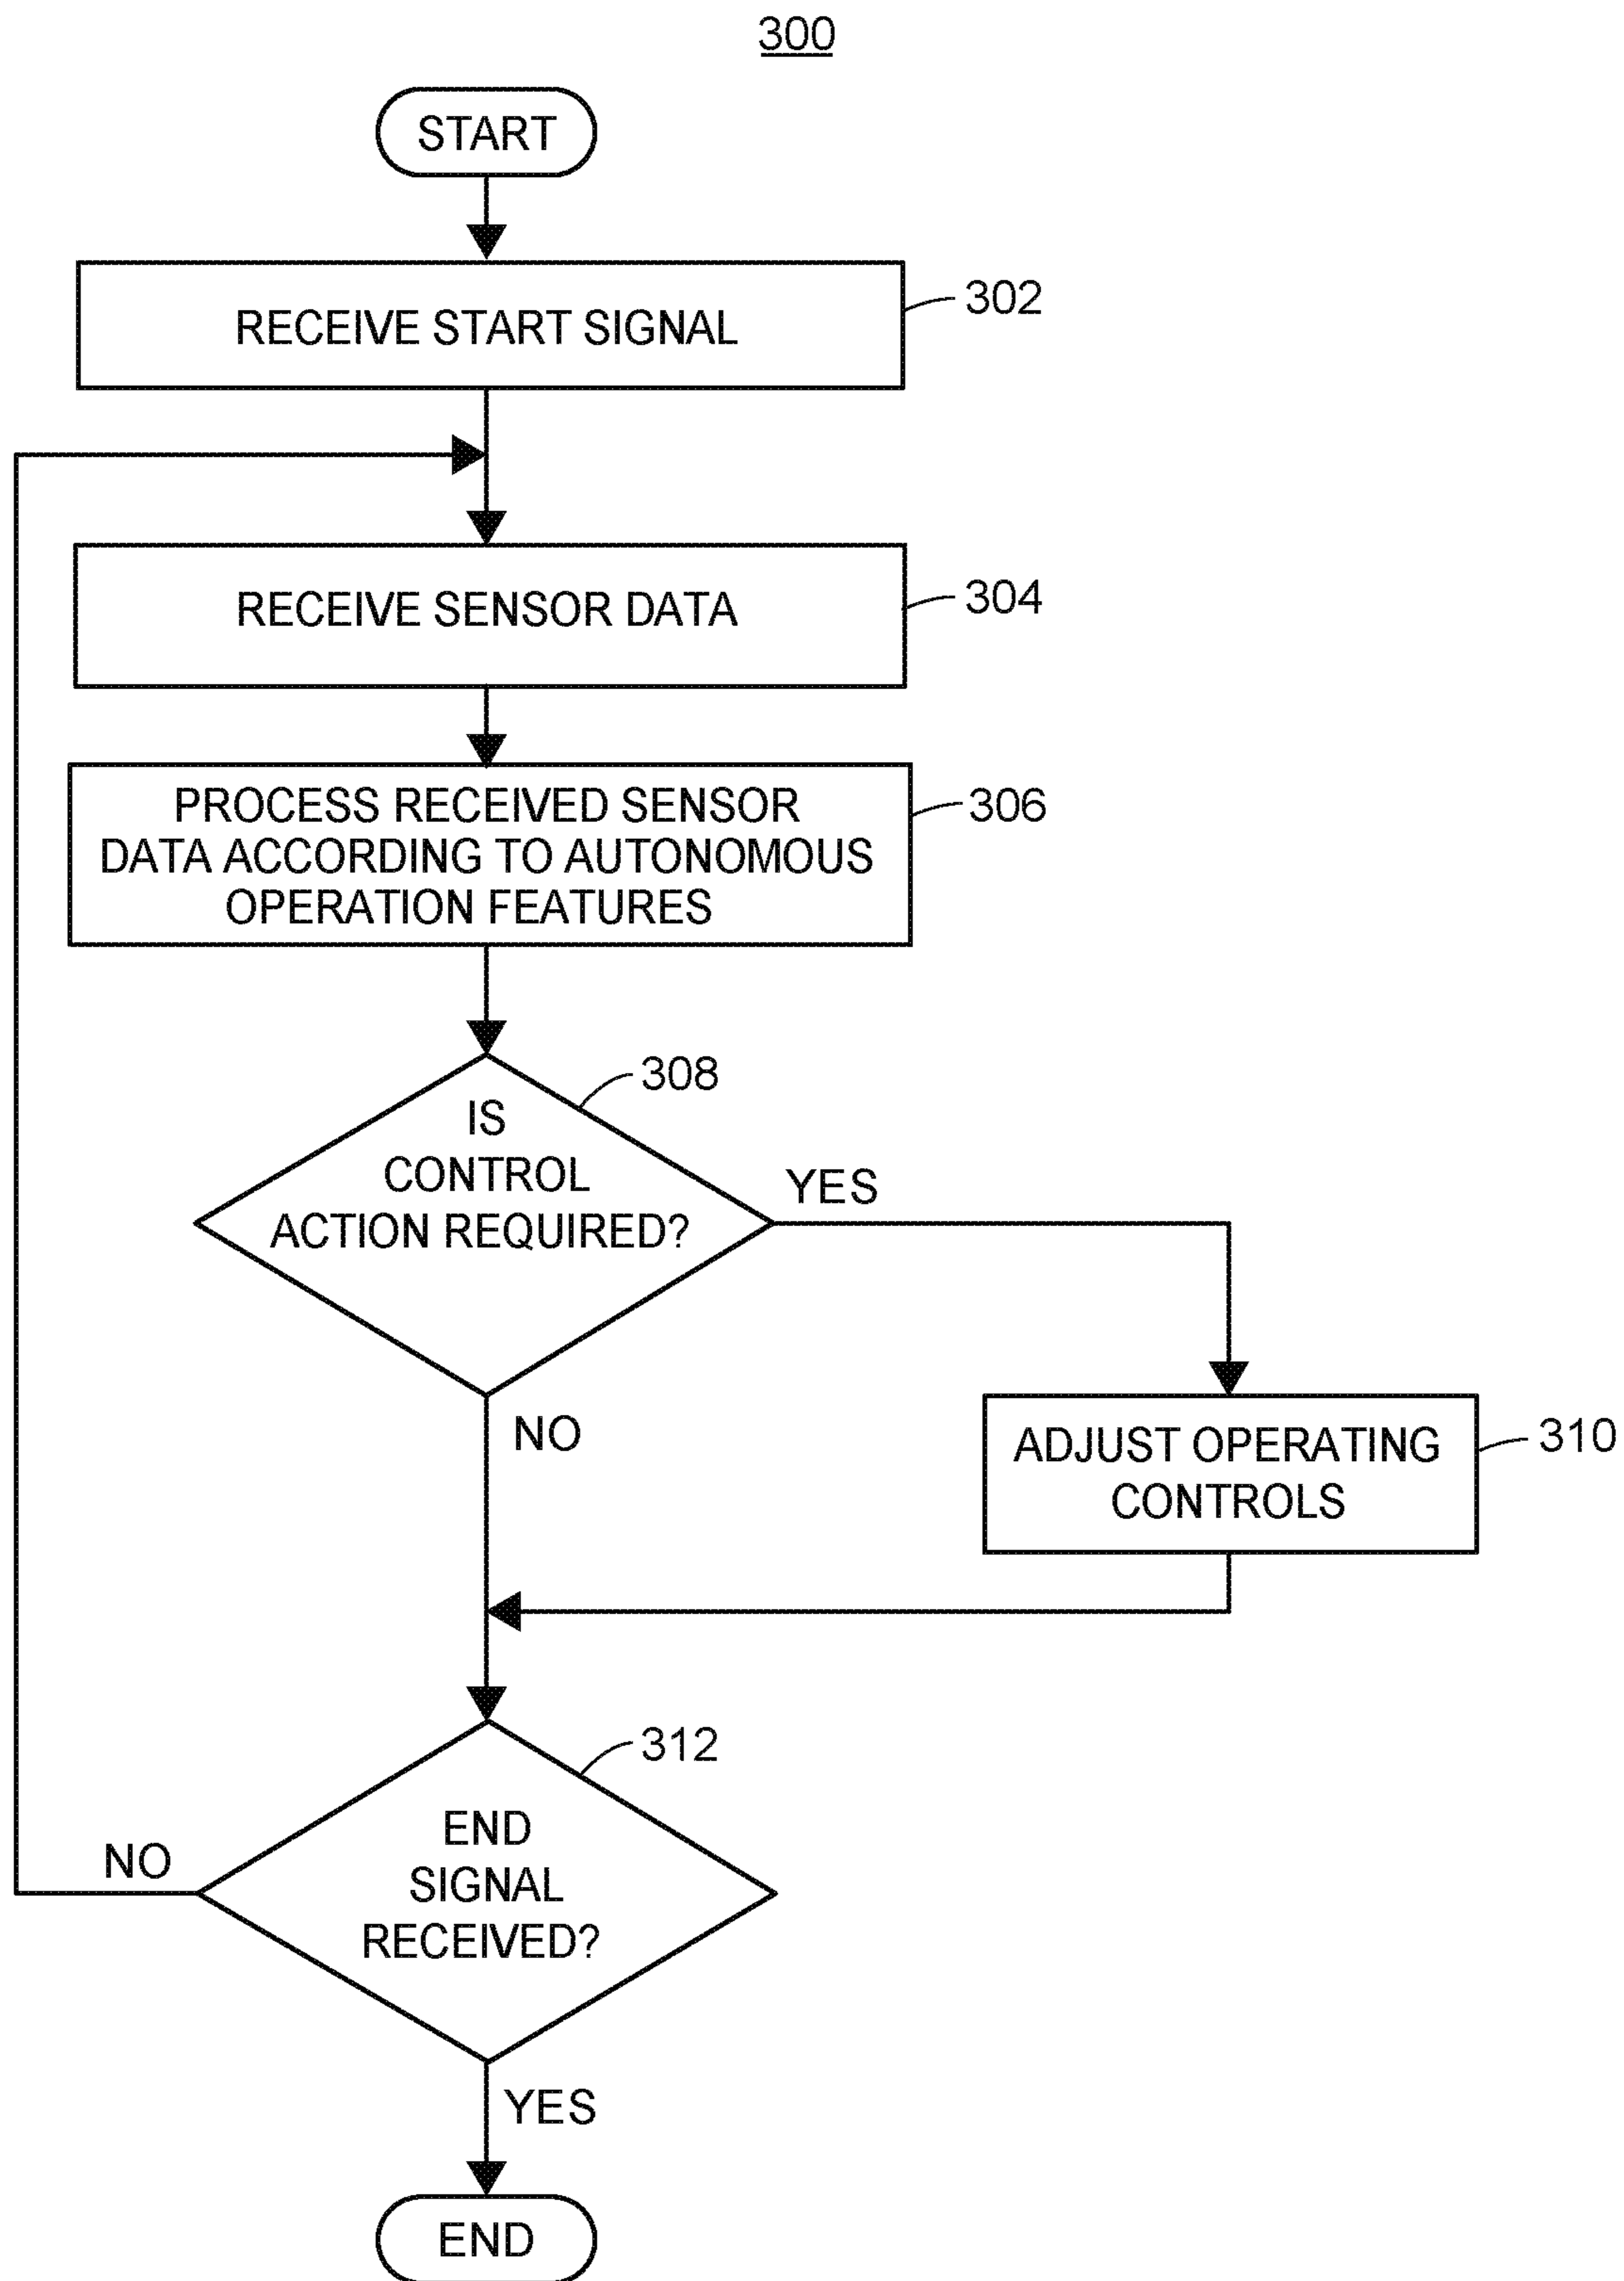 300
START
RECEIVE START SIGNAL
302
RECEIVE SENSOR DATA
304
PROCESS RECEIVED SENSOR
DATA ACCORDING TO AUTONOMOUS
OPERATION FEATURES
306
308
IS
CONTROL
ACTION REQUIRED?
YES
NO
ADJUST OPERATING
CONTROLS
310
312
END
SIGNAL
RECEIVED?
NO
YES
END